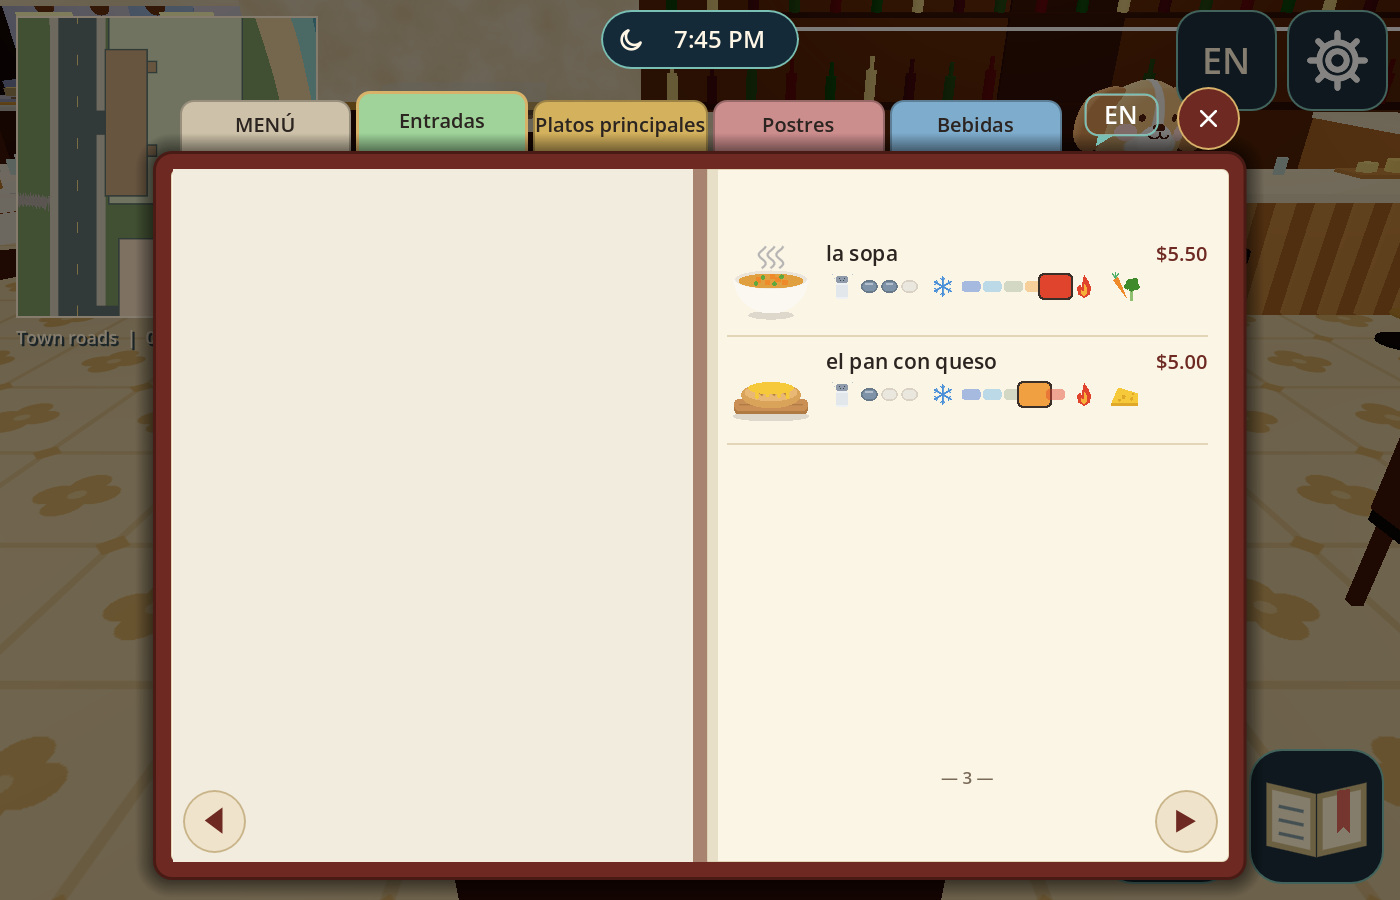 7:45 PM
EN
MENÚ
Entradas
Platos principales
Postres
Bebidas
EN
Town roads |
la sopa
$5.50
el pan con queso
$5.00
— 3 —